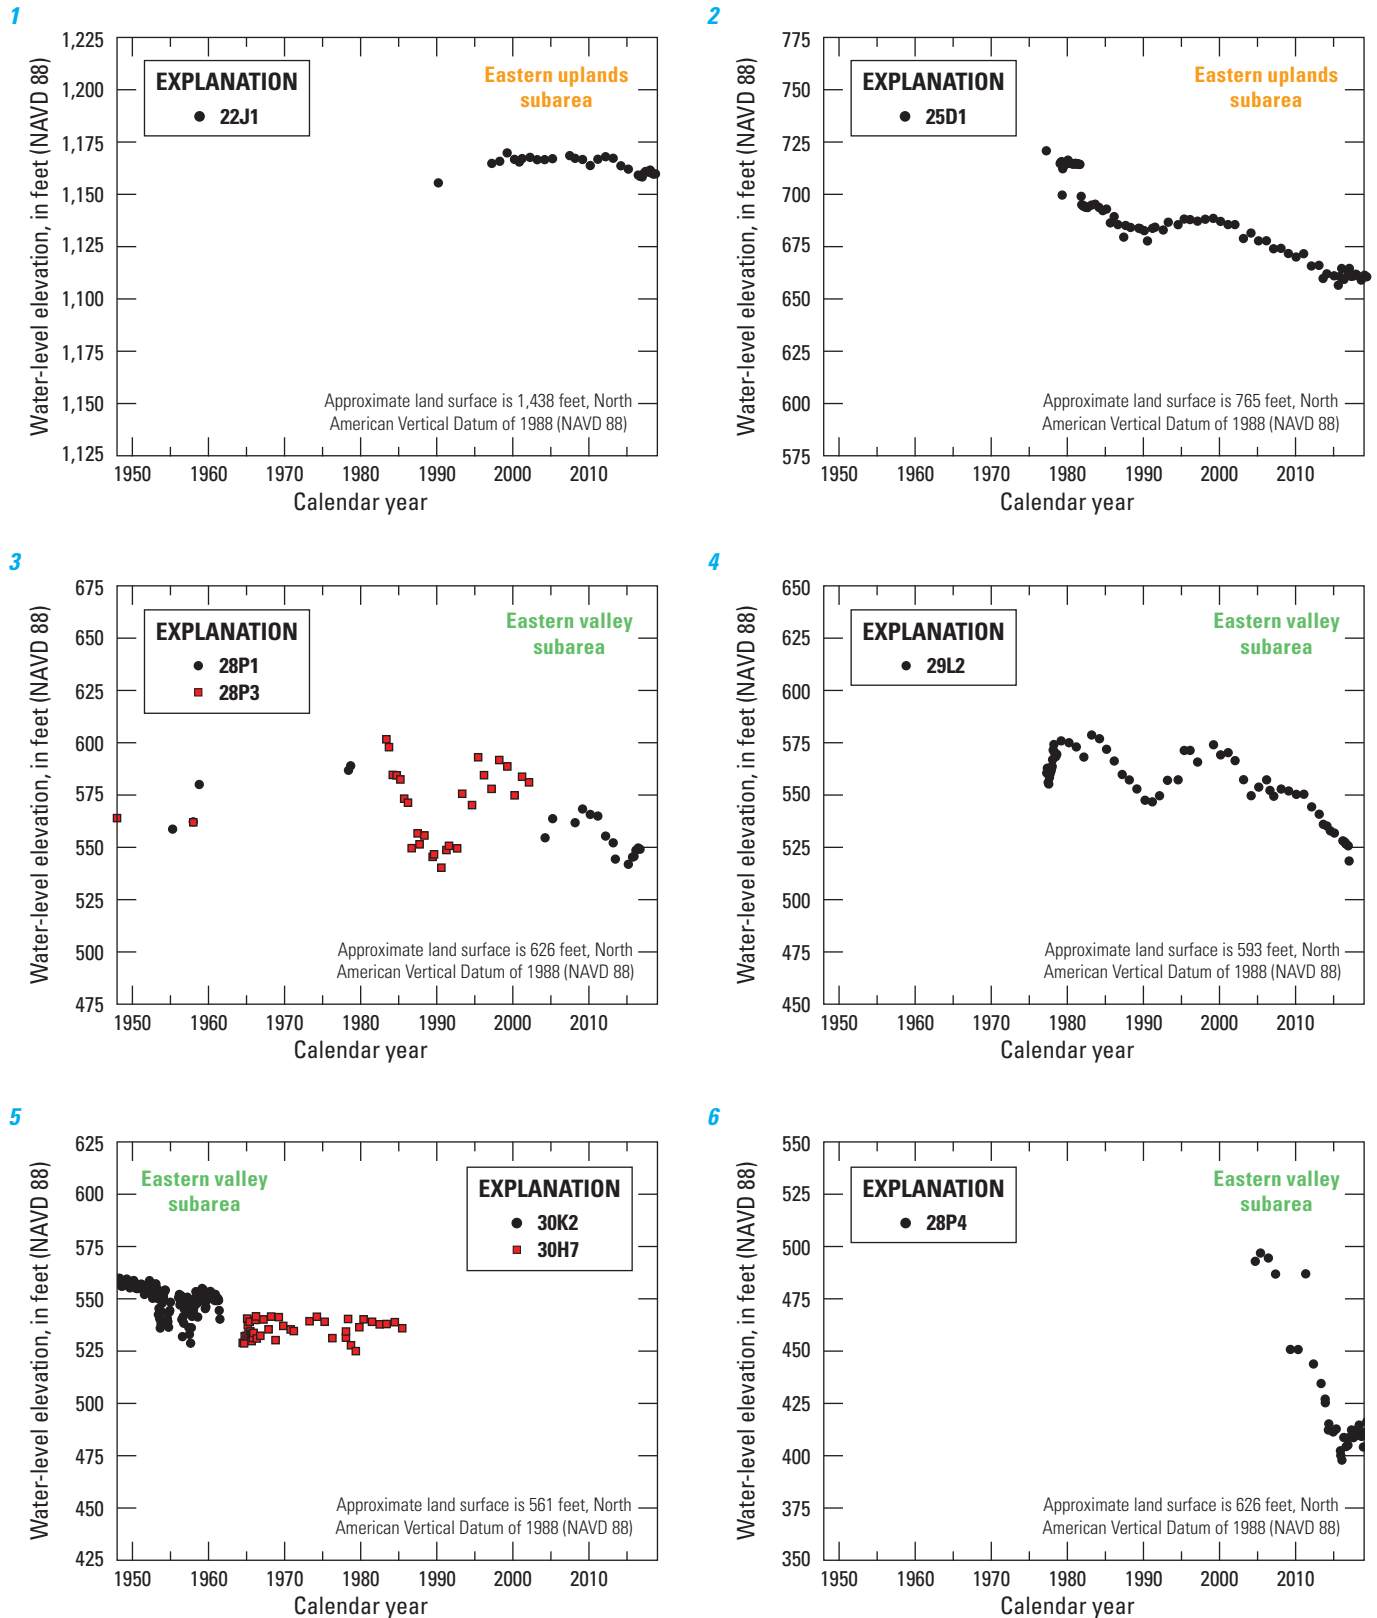 1
Water-level elevation, in feet (NAVD 88)
1,225
1,200
1,175
1,150
1,125
1,100
1,075
1,150
1,125
EXPLANATION
22J1
Eastern uplands
subarea
Approximate land surface is 1,438 feet, North
American Vertical Datum of 1988 (NAVD 88)
1950 1960 1970 1980 1990 2000 2010
Calendar year
2
Water-level elevation, in feet (NAVD 88)
775
750
725
700
675
650
625
600
575
EXPLANATION
25D1
Eastern uplands
subarea
Approximate land surface is 765 feet, North
American Vertical Datum of 1988 (NAVD 88)
1950 1960 1970 1980 1990 2000 2010
Calendar year
3
Water-level elevation, in feet (NAVD 88)
675
650
625
600
575
550
525
500
475
EXPLANATION
28P1
28P3
Eastern valley
subarea
Approximate land surface is 626 feet, North
American Vertical Datum of 1988 (NAVD 88)
1950 1960 1970 1980 1990 2000 2010
Calendar year
4
Water-level elevation, in feet (NAVD 88)
650
625
600
575
550
525
500
475
450
EXPLANATION
29L2
Eastern valley
subarea
Approximate land surface is 593 feet, North
American Vertical Datum of 1988 (NAVD 88)
1950 1960 1970 1980 1990 2000 2010
Calendar year
5
Water-level elevation, in feet (NAVD 88)
625
600
575
550
525
500
475
450
425
Eastern valley
subarea
EXPLANATION
30K2
30H7
Approximate land surface is 561 feet, North
American Vertical Datum of 1988 (NAVD 88)
1950 1960 1970 1980 1990 2000 2010
Calendar year
6
Water-level elevation, in feet (NAVD 88)
550
525
500
475
450
425
400
375
350
EXPLANATION
28P4
Eastern valley
subarea
Approximate land surface is 626 feet, North
American Vertical Datum of 1988 (NAVD 88)
1950 1960 1970 1980 1990 2000 2010
Calendar year